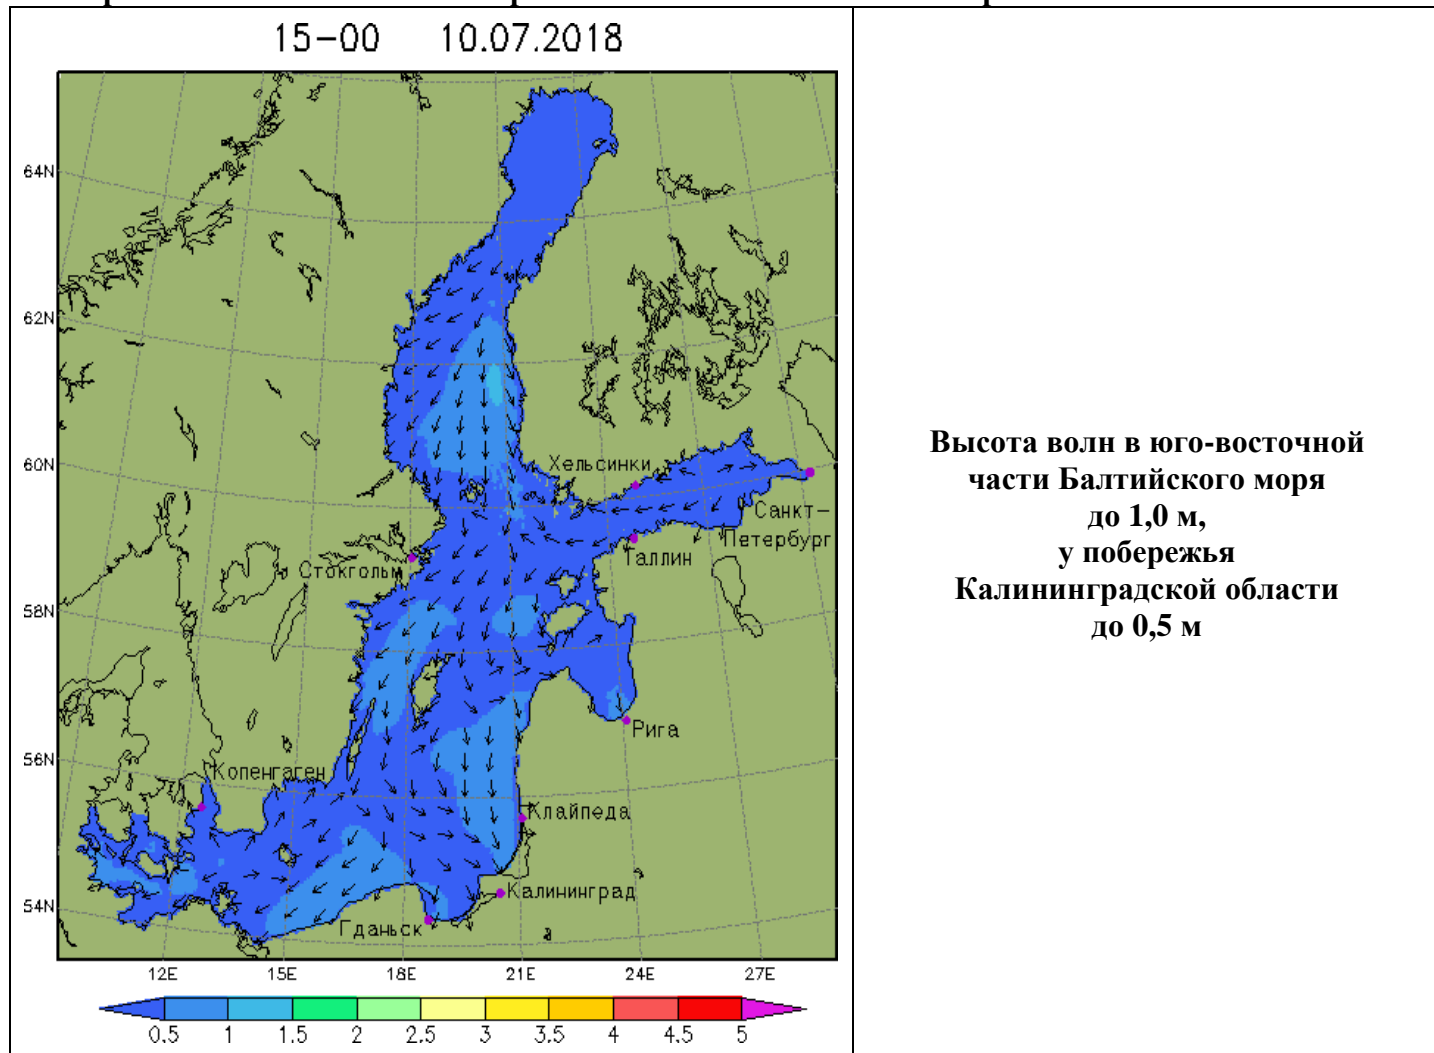 15-00 10.07.2018
64N
62N
60N
58N
56N
54N
Хельсинки
Санкт-
Петербург
Таллин
Стокгольм
Рига
Копенгаген
Клайпеда
Калининград
Гданьск
12E 15E 18E 21E 24E 27E
0.5 1 1.5 2 2.5 3 3.5 4 4.5 5
Высота волн в юго-восточной
части Балтийского моря
до 1,0 м,
у побережья
Калининградской области
до 0,5 м